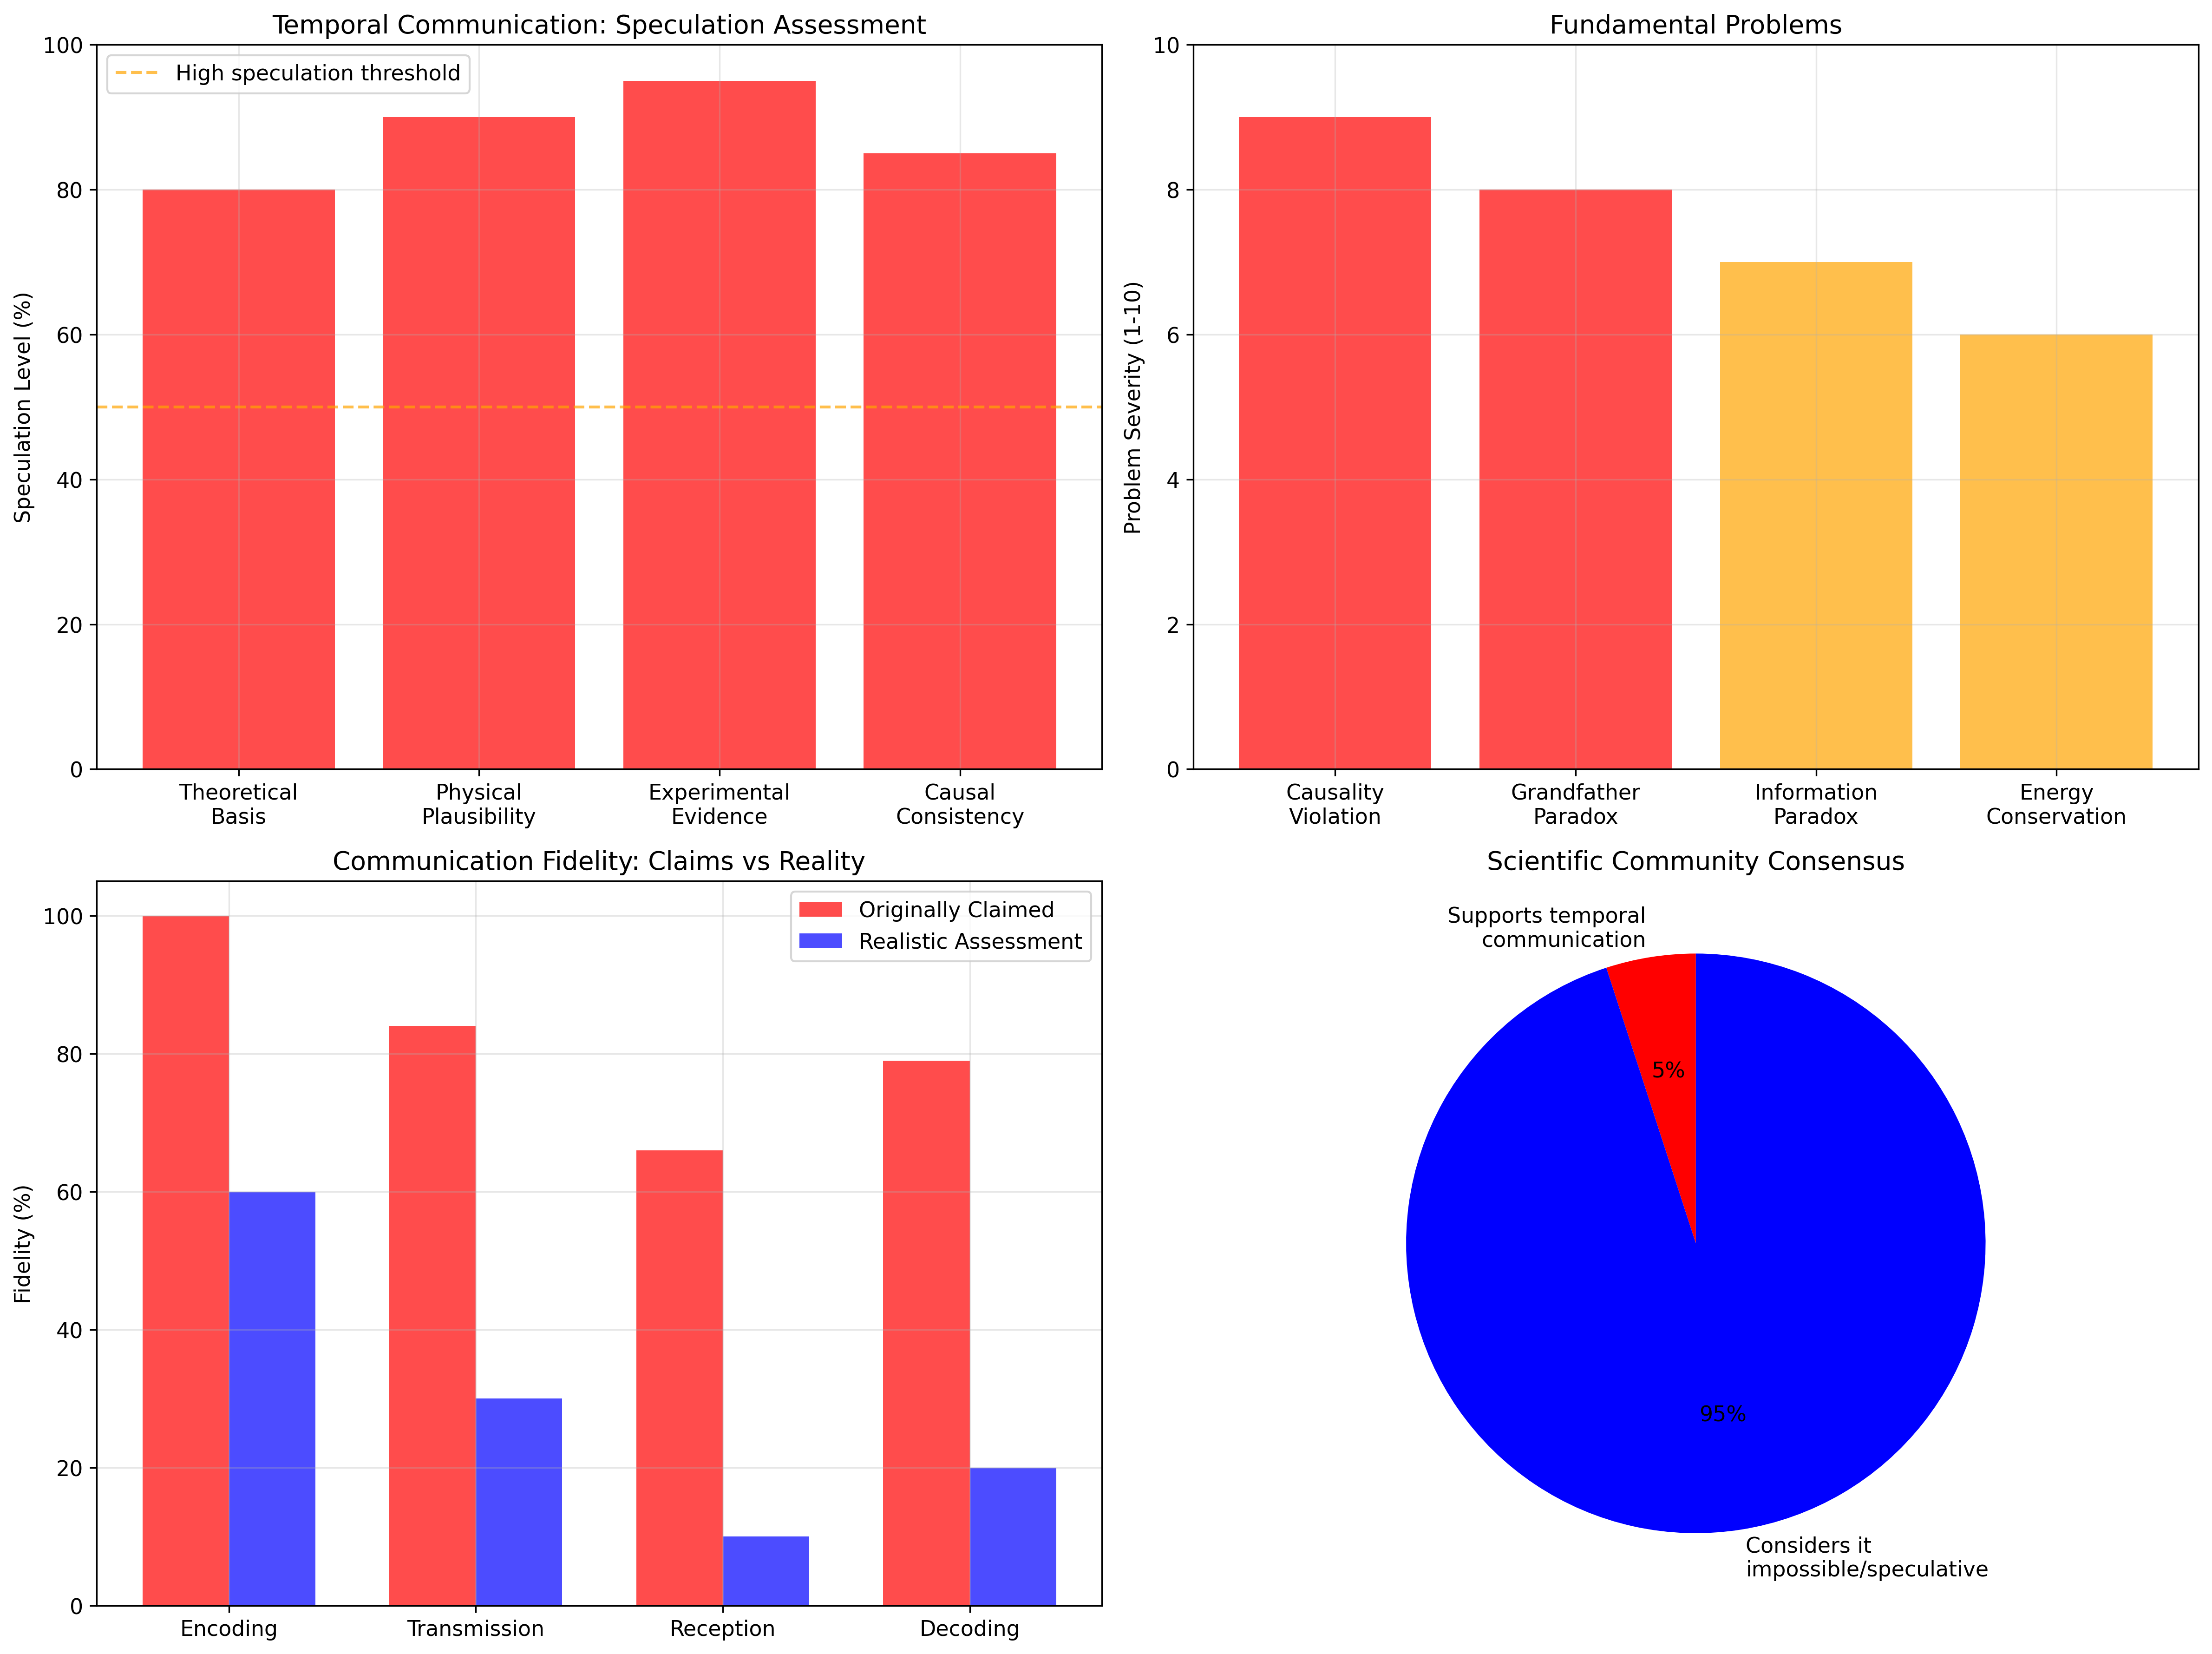 Temporal Communication: Speculation Assessment
High speculation threshold
Speculation Level (%)
100
80
60
40
20
0
Theoretical
Basis
Physical
Plausibility
Experimental
Evidence
Causal
Consistency
Fundamental Problems
Problem Severity (1-10)
10
8
6
4
2
0
Causality
Violation
Grandfather
Paradox
Information
Paradox
Energy
Conservation
Communication Fidelity: Claims vs Reality
Originally Claimed
Realistic Assessment
Fidelity (%)
100
80
60
40
20
0
Encoding
Transmission
Reception
Decoding
Scientific Community Consensus
Supports temporal
communication
5%
95%
Considers it
impossible/speculative